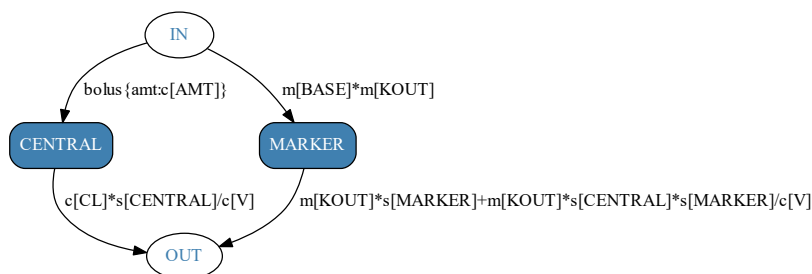 IN
bolus{amt:c[AMT]}
m[BASE]*m[KOUT]
CENTRAL
MARKER
c[CL]*s[CENTRAL]/c[V]
m[KOUT]*s[MARKER]+m[KOUT]*s[CENTRAL]*s[MARKER]/c[V]
OUT